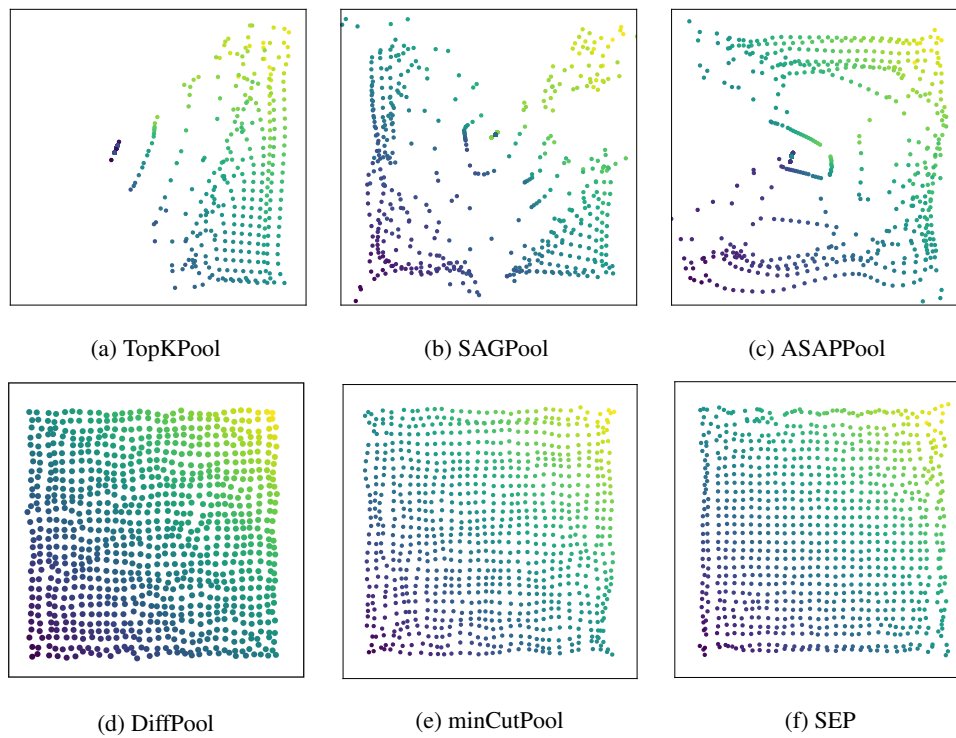 (a) TopKPool
(b) SAGPool
(c) ASAPPool
(d) DiffPool
(e) minCutPool
(f) SEP